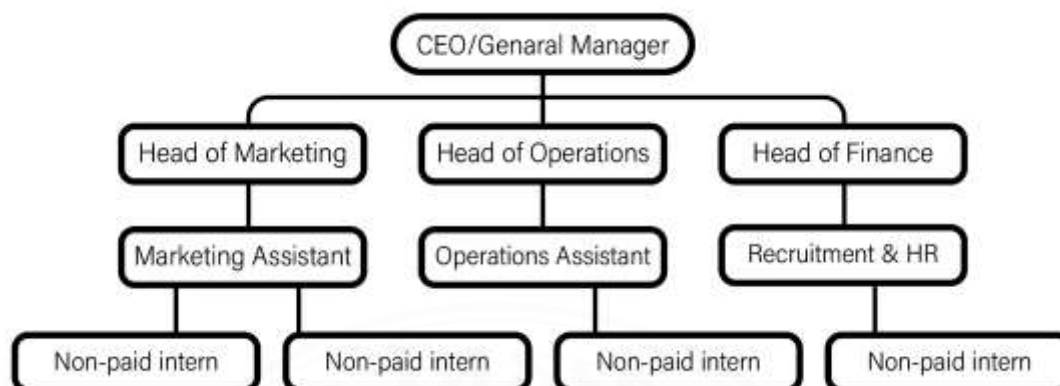 CEO/Genaral Manager
Head of Marketing
Head of Operations
Head of Finance
Marketing Assistant
Operations Assistant
Recruitment & HR
Non-paid intern
Non-paid intern
Non-paid intern
Non-paid intern